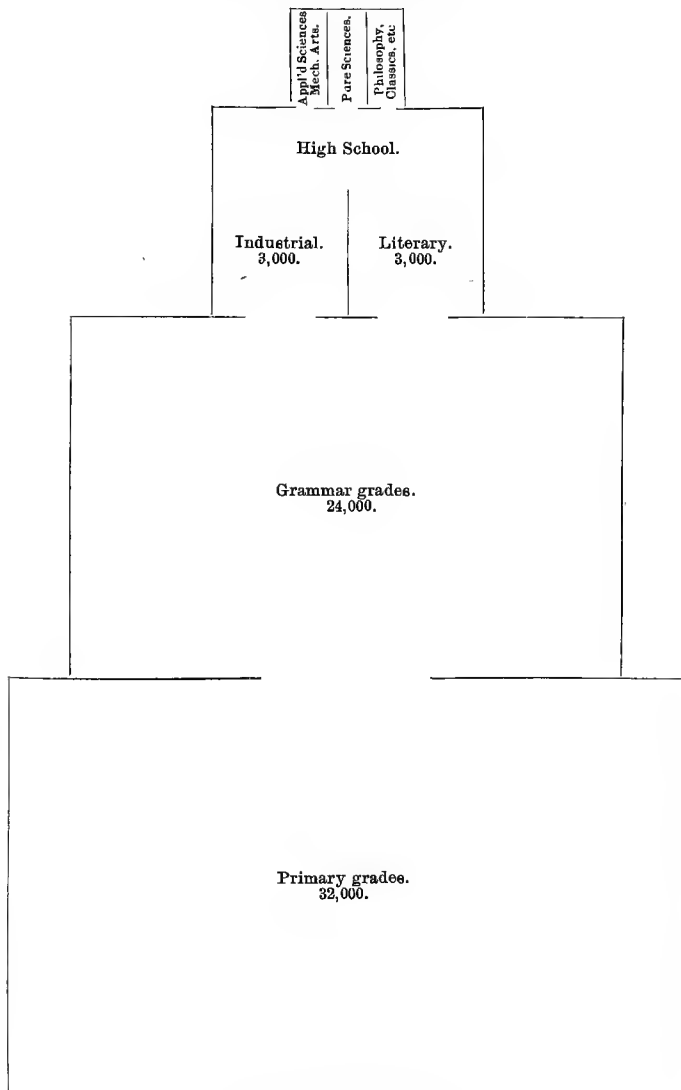 Appl'd Sciences
Mech. Arts.
Pure Sciences.
Philosophy,
Classics, etc
High School.
Industrial.
3,000.
Literary.
3,000.
Grammar grades.
24,000.
Primary grades.
32,000.